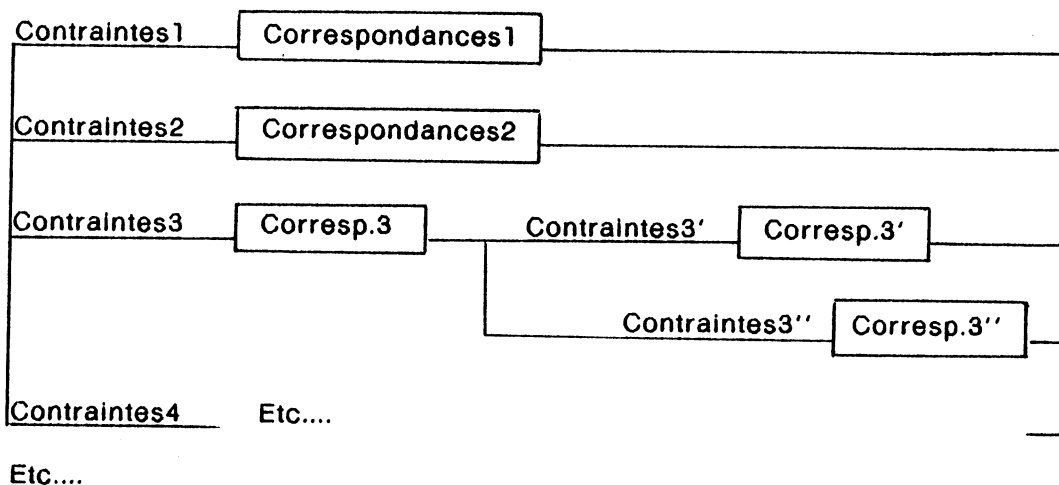 Contraintes1 Correspondances1
Contraintes2 Correspondances2
Contraintes3 Corresp.3 Contraintes3' Corresp.3'
Contraintes3'' Corresp.3''
Contraintes4 Etc....
Etc....